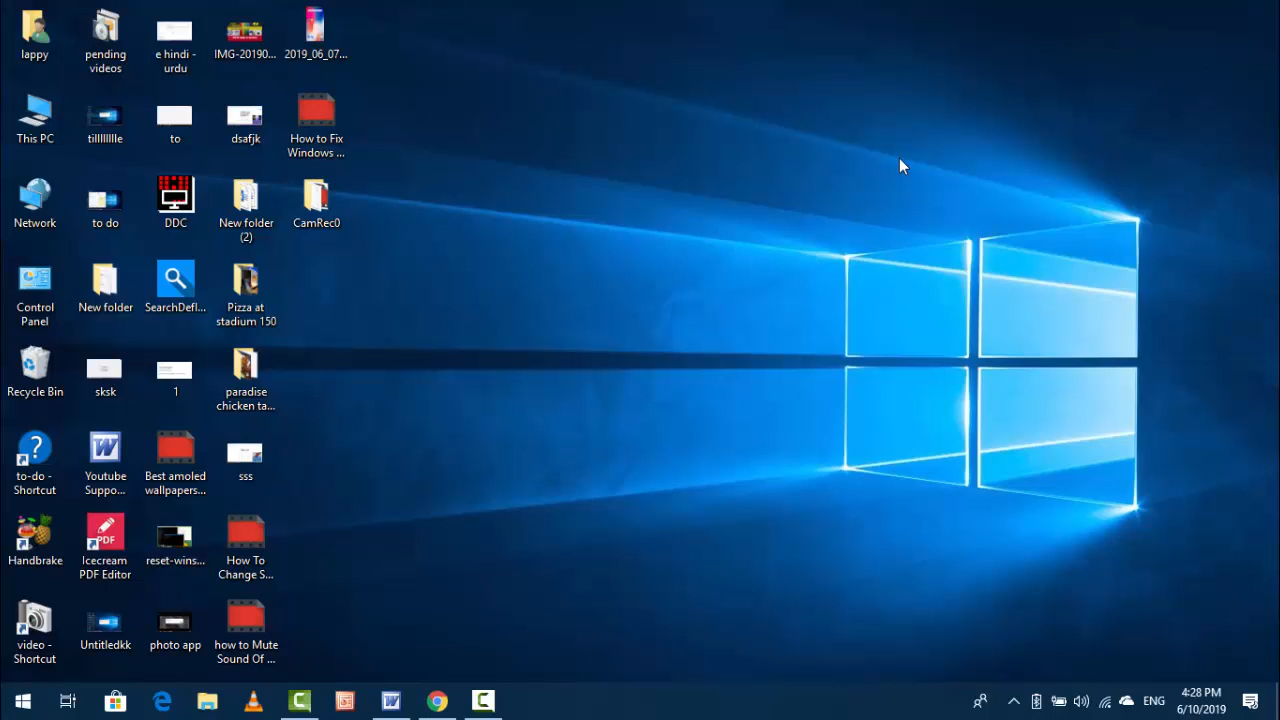 lappy
pending
videos
e hindi -
urdu
IMG-20190...
2019_06_07...
This PC
tillllllllle
to
dsafjk
How to Fix
Windows ...
Network
to do
DDC
New folder
(2)
CamRec0
Control
Panel
New folder
SearchDefl...
Pizza at
stadium 150
Recycle Bin
sksk
1
paradise
chicken ta...
to-do -
Shortcut
Youtube
Suppo...
Best amoled
wallpapers...
sss
Handbrake
PDF
Icecream
PDF Editor
reset-wins...
How To
Change S...
video -
Shortcut
Untitledkk
photo app
how to Mute
Sound Of ...
ENG
4:28 PM
6/10/2019